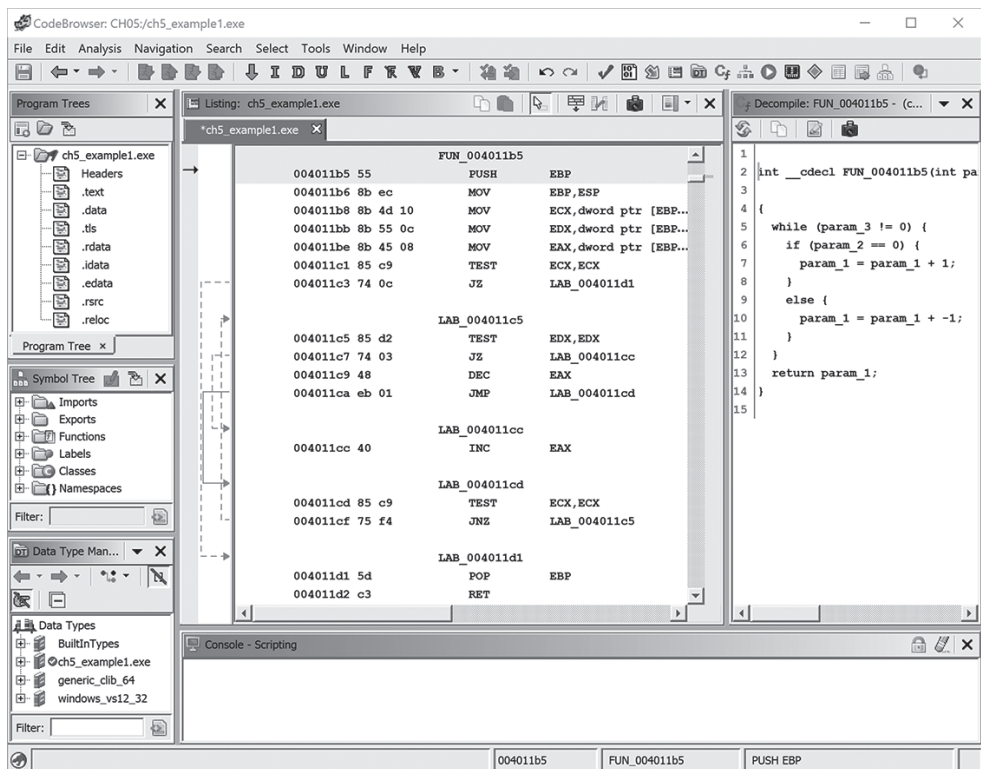 CodeBrowser: CH05:/ch5_example1.exe
File Edit Analysis Navigation Search Select Tools Window Help
I D U L F R V B
Program Trees
ch5_example1.exe
Headers
.text
.data
.tls
.rdata
.idata
.edata
.rsrc
.reloc
Program Tree ×
Symbol Tree
Imports
Exports
Functions
Labels
Classes
Namespaces
Filter:
Data Type Man...
Data Types
BuiltInTypes
ch5_example1.exe
generic_clib_64
windows_vs12_32
Filter:
Listing: ch5_example1.exe
*ch5_example1.exe
FUN_004011b5
004011b5 55 PUSH EBP
004011b6 8b ec MOV EBP,ESP
004011b8 8b 4d 10 MOV ECX,dword ptr [EBP...
004011bb 8b 55 0c MOV EDX,dword ptr [EBP...
004011be 8b 45 08 MOV EAX,dword ptr [EBP...
004011c1 85 c9 TEST ECX,ECX
004011c3 74 0c JZ LAB_004011d1
LAB_004011c5
004011c5 85 d2 TEST EDX,EDX
004011c7 74 03 JZ LAB_004011cc
004011c9 48 DEC EAX
004011ca eb 01 JMP LAB_004011cd
LAB_004011cc
004011cc 40 INC EAX
LAB_004011cd
004011cd 85 c9 TEST ECX,ECX
004011cf 75 f4 JNZ LAB_004011c5
LAB_004011d1
004011d1 5d POP EBP
004011d2 c3 RET
Decompile: FUN_004011b5 - (c...
1
2 int __cdecl FUN_004011b5(int pa
3
4 {
5 while (param_3 != 0) {
6 if (param_2 == 0) {
7 param_1 = param_1 + 1;
8 }
9 else {
10 param_1 = param_1 + -1;
11 }
12 }
13 return param_1;
14 }
15
Console - Scripting
004011b5 FUN_004011b5 PUSH EBP